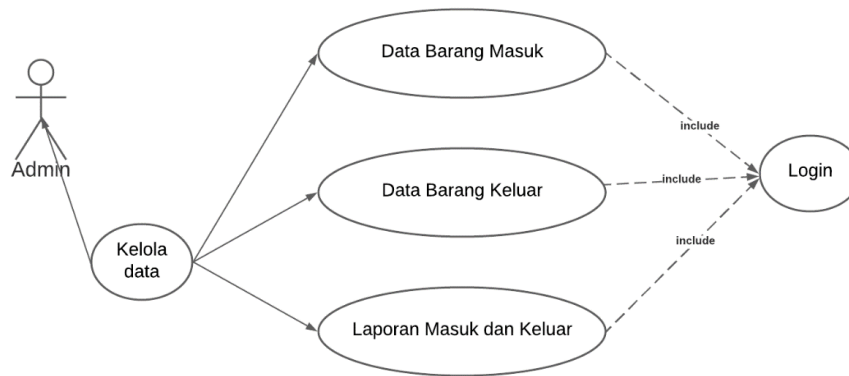 Data Barang Masuk
Admin
include
Data Barang Keluar
include
Login
Kelola
data
include
Laporan Masuk dan Keluar